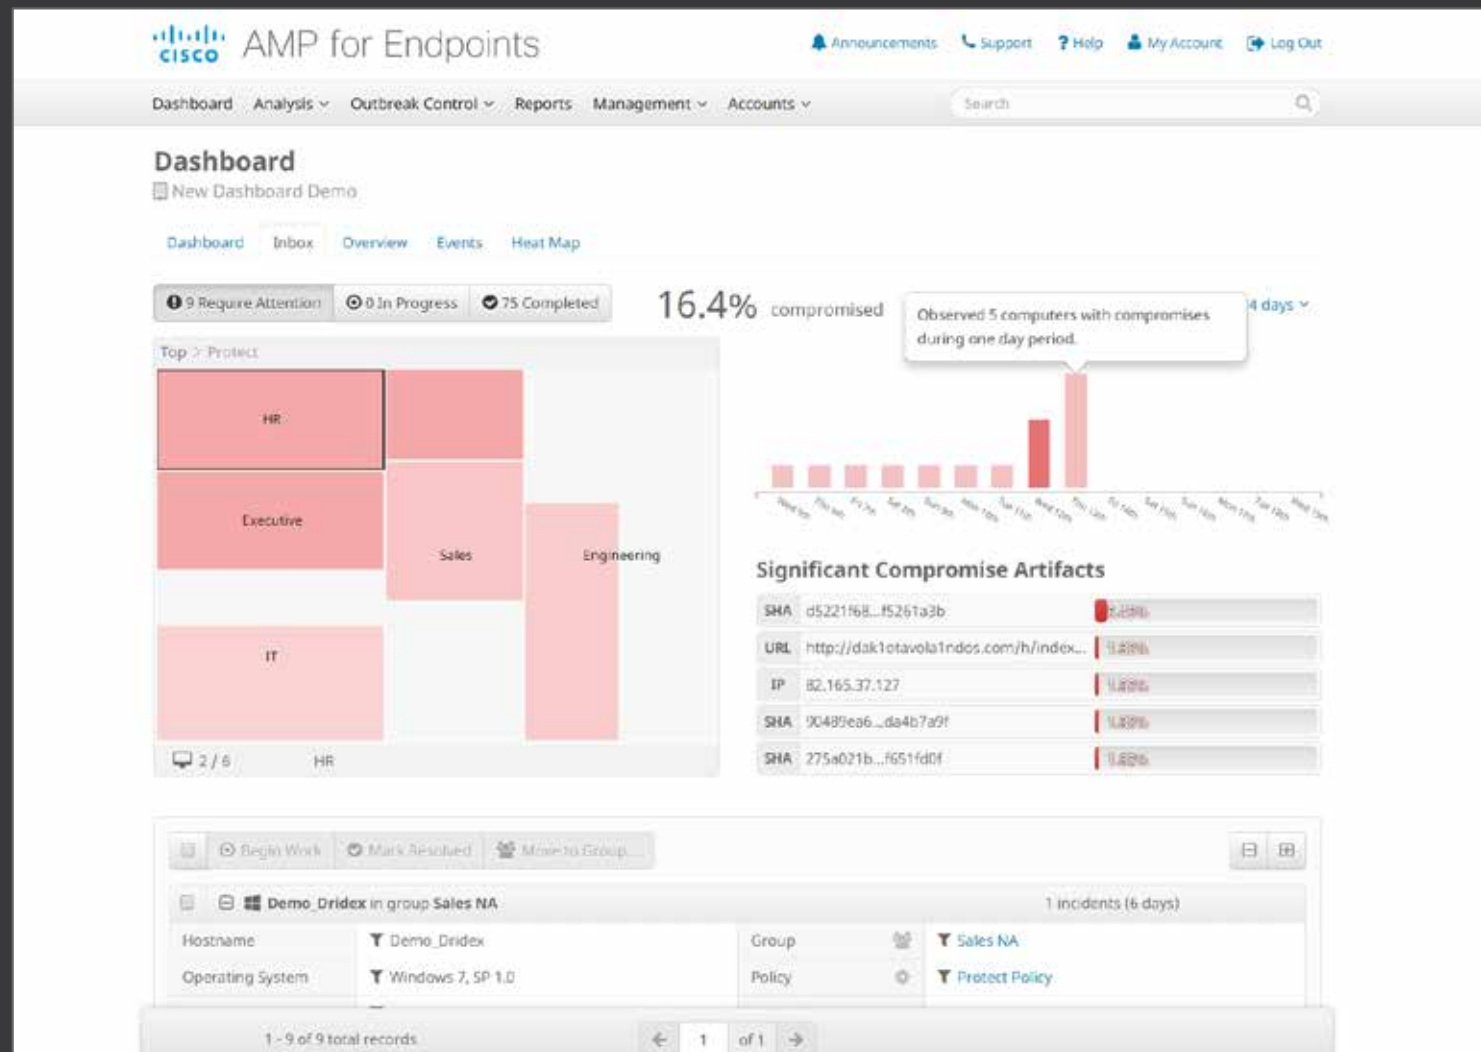 CISCO AMP for Endpoints
Announcements Support ? Help My Account Log Out
Dashboard Analysis Outbreak Control Reports Management Accounts
Search
Dashboard
New Dashboard Demo
Dashboard Inbox Overview Events Heat Map
9 Require Attention 0 In Progress 75 Completed
16.4% compromised
4 days
Observed 5 computers with compromises
during one day period.
Top > Protect
HR
Executive
Sales
Engineering
IT
2 / 6 HR
Significant Compromise Artifacts
SHA d5221f68...f5261a3b
URL http://dak1otavola1ndos.com/h/index...
IP 82.165.37.127
SHA 90489ea6...da4b7a9f
SHA 275a021b...f651fd0f
Begin Work Mark Resolved Move to Group...
Demo_Dridex in group Sales NA
1 incidents (6 days)
Hostname Demo_Dridex Group Sales NA
Operating System Windows 7, SP 1.0 Policy Protect Policy
1 - 9 of 9 total records
1 of 1